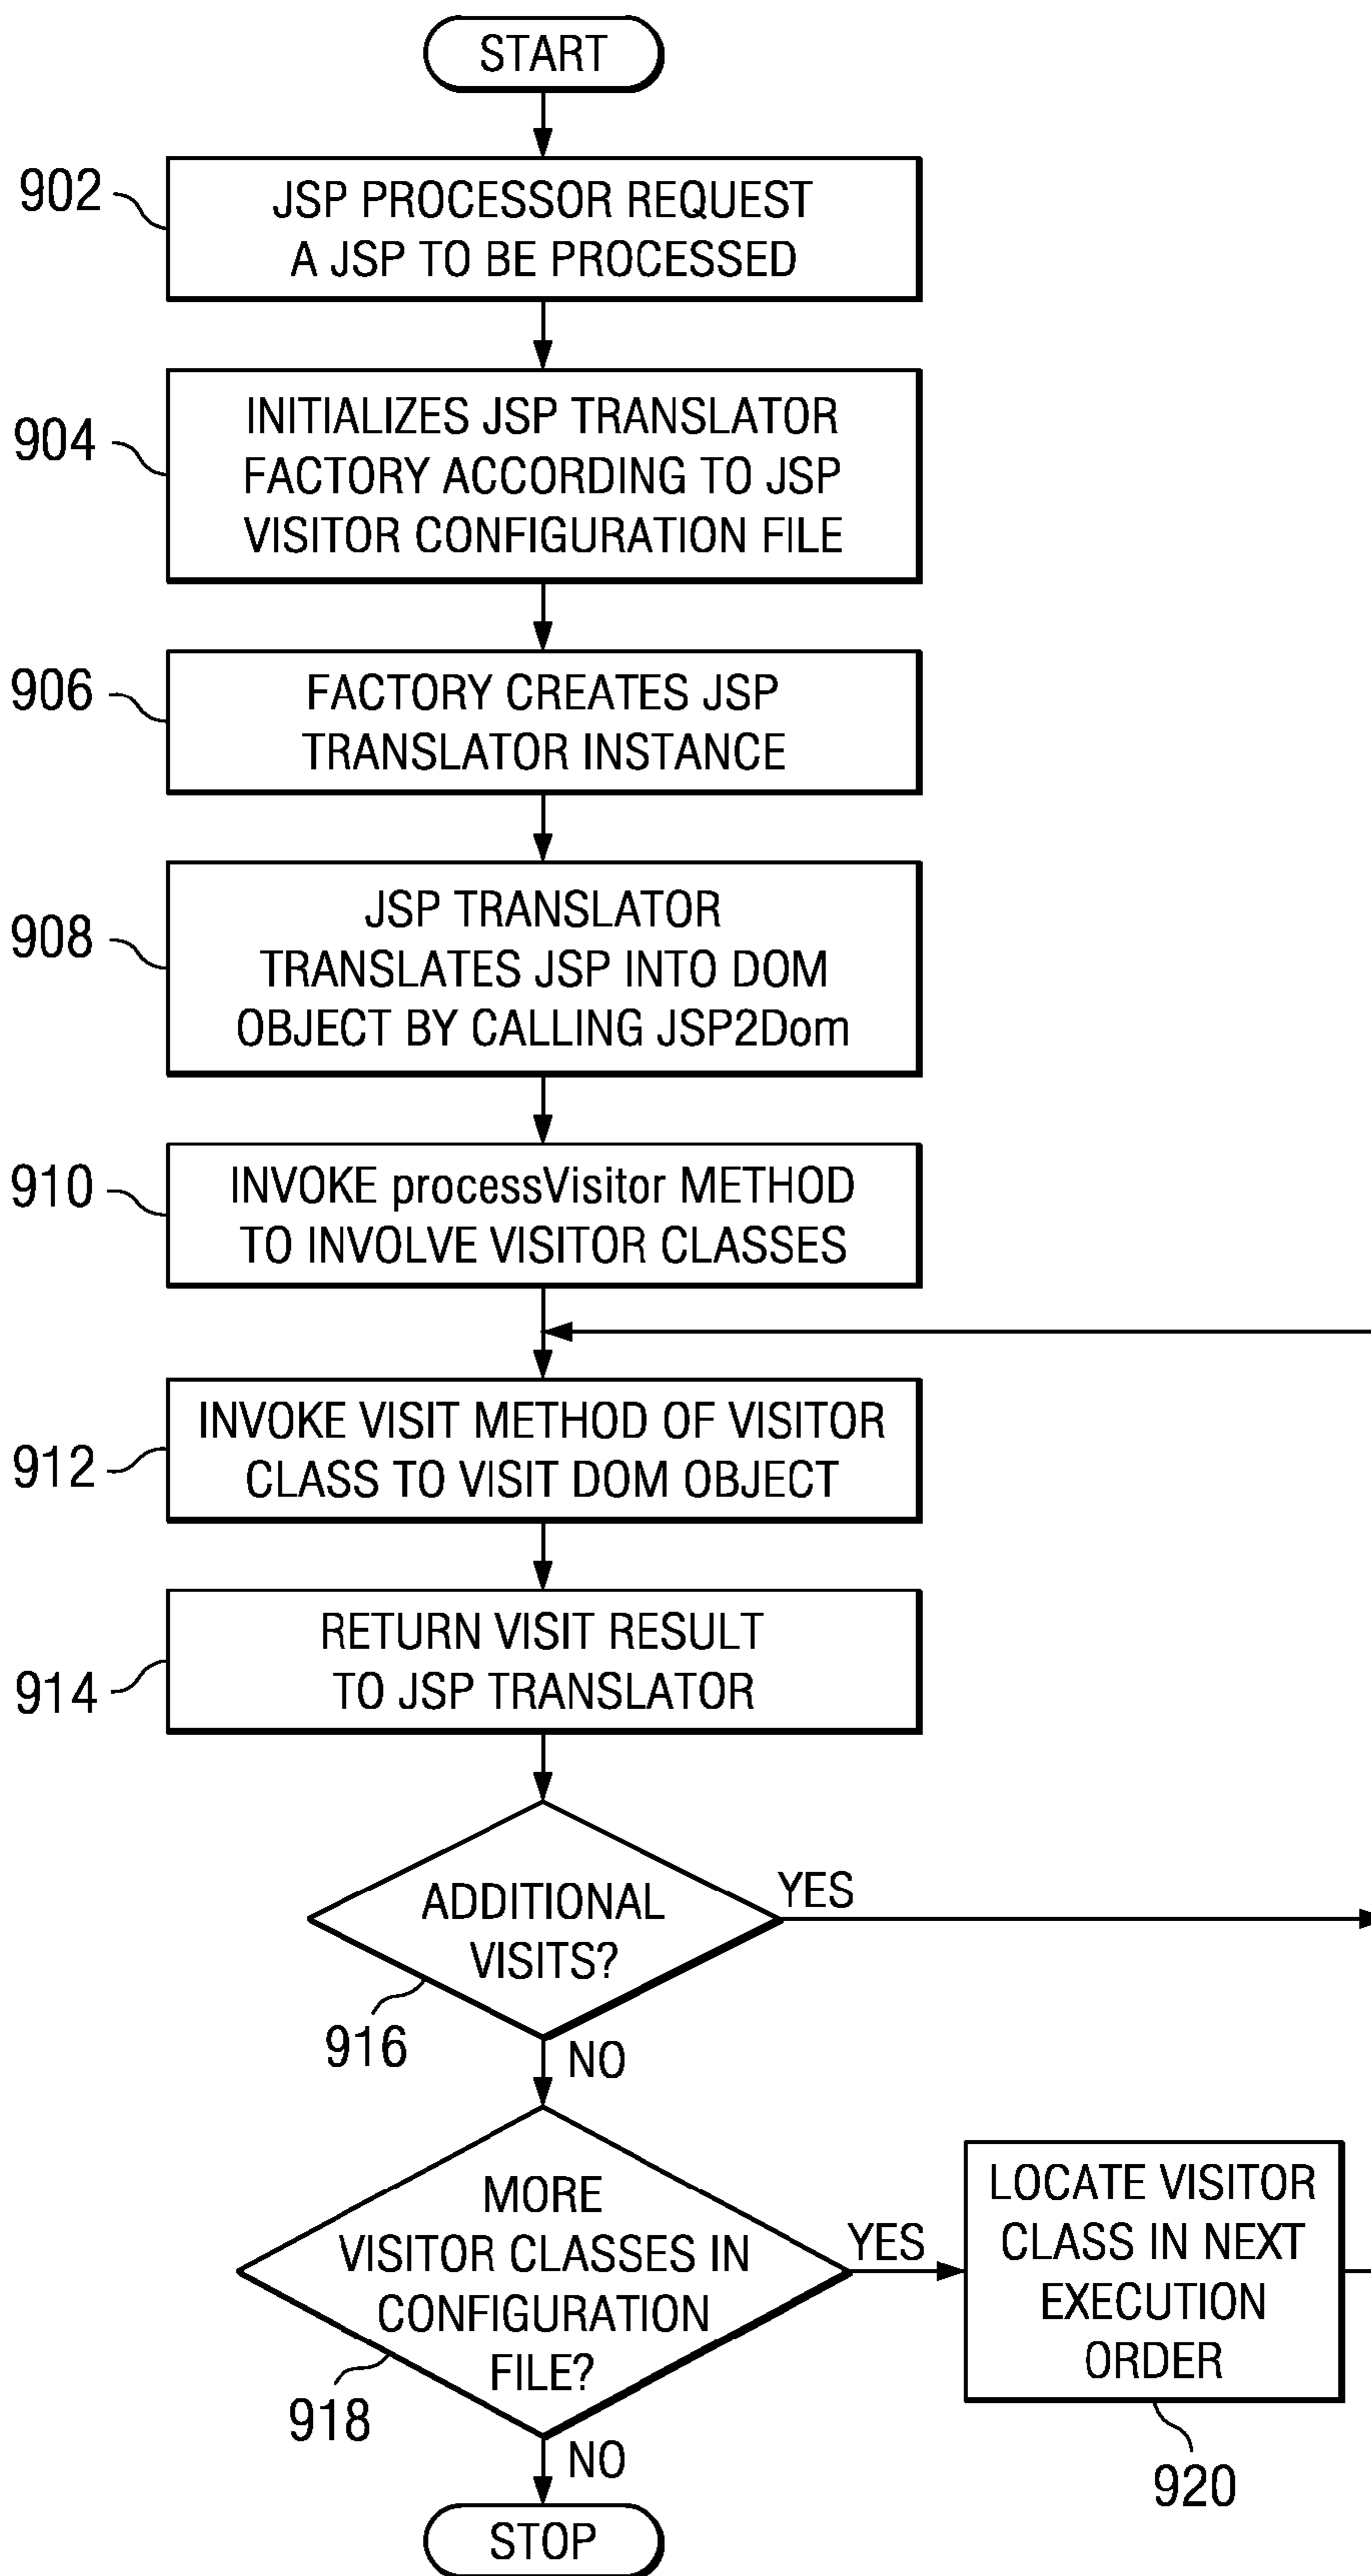 START
902
JSP PROCESSOR REQUEST
A JSP TO BE PROCESSED
904
INITIALIZES JSP TRANSLATOR
FACTORY ACCORDING TO JSP
VISITOR CONFIGURATION FILE
906
FACTORY CREATES JSP
TRANSLATOR INSTANCE
908
JSP TRANSLATOR
TRANSLATES JSP INTO DOM
OBJECT BY CALLING JSP2Dom
910
INVOKE processVisitor METHOD
TO INVOLVE VISITOR CLASSES
912
INVOKE VISIT METHOD OF VISITOR
CLASS TO VISIT DOM OBJECT
914
RETURN VISIT RESULT
TO JSP TRANSLATOR
ADDITIONAL
VISITS?
YES
916
NO
MORE
VISITOR CLASSES IN
CONFIGURATION
FILE?
YES
918
LOCATE VISITOR
CLASS IN NEXT
EXECUTION
ORDER
920
NO
STOP